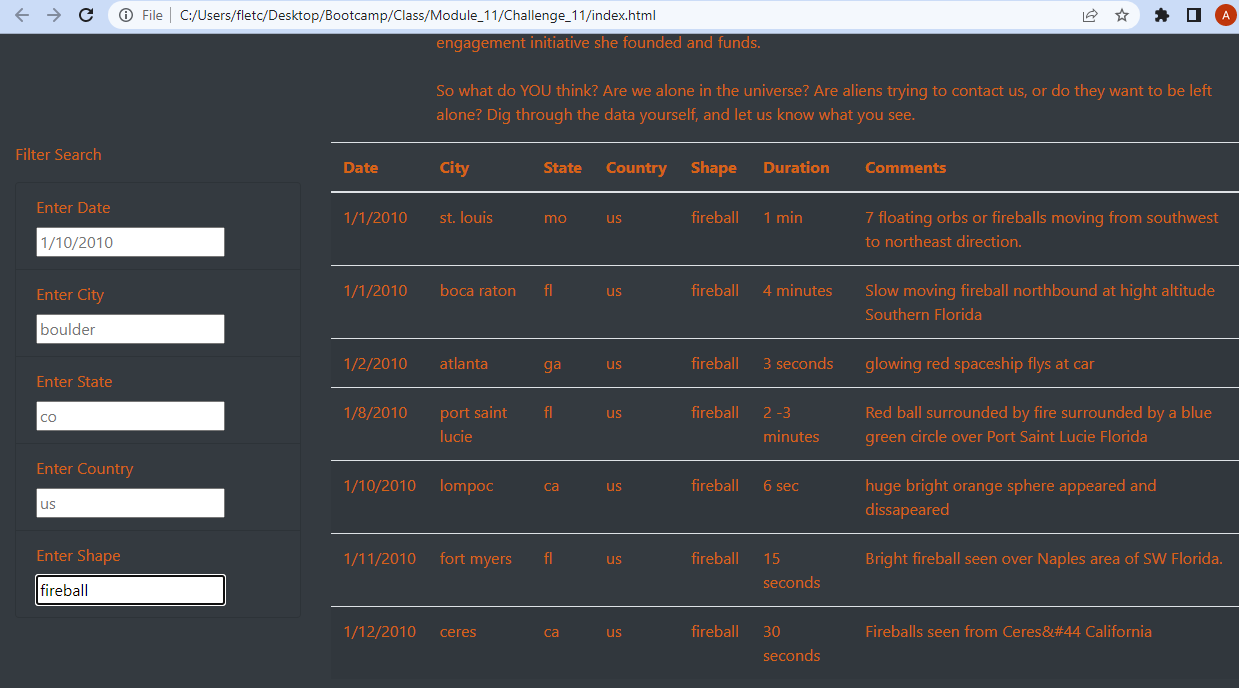 File C:/Users/fletc/Desktop/Bootcamp/Class/Module_11/Challenge_11/index.html
A
engagement initiative she founded and funds.
So what do YOU think? Are we alone in the universe? Are aliens trying to contact us, or do they want to be left
alone? Dig through the data yourself, and let us know what you see.
Filter Search
Enter Date
1/10/2010
Enter City
boulder
Enter State
co
Enter Country
us
Enter Shape
fireball
Date City State Country Shape Duration Comments
1/1/2010 st. louis mo us fireball 1 min 7 floating orbs or fireballs moving from southwest
to northeast direction.
1/1/2010 boca raton fl us fireball 4 minutes Slow moving fireball northbound at hight altitude
Southern Florida
1/2/2010 atlanta ga us fireball 3 seconds glowing red spaceship flys at car
1/8/2010 port saint fl us fireball 2 -3 Red ball surrounded by fire surrounded by a blue
lucie minutes green circle over Port Saint Lucie Florida
1/10/2010 lompoc ca us fireball 6 sec huge bright orange sphere appeared and
dissapeared
1/11/2010 fort myers fl us fireball 15 Bright fireball seen over Naples area of SW Florida.
seconds
1/12/2010 ceres ca us fireball 30 Fireballs seen from Ceres&#44 California
seconds